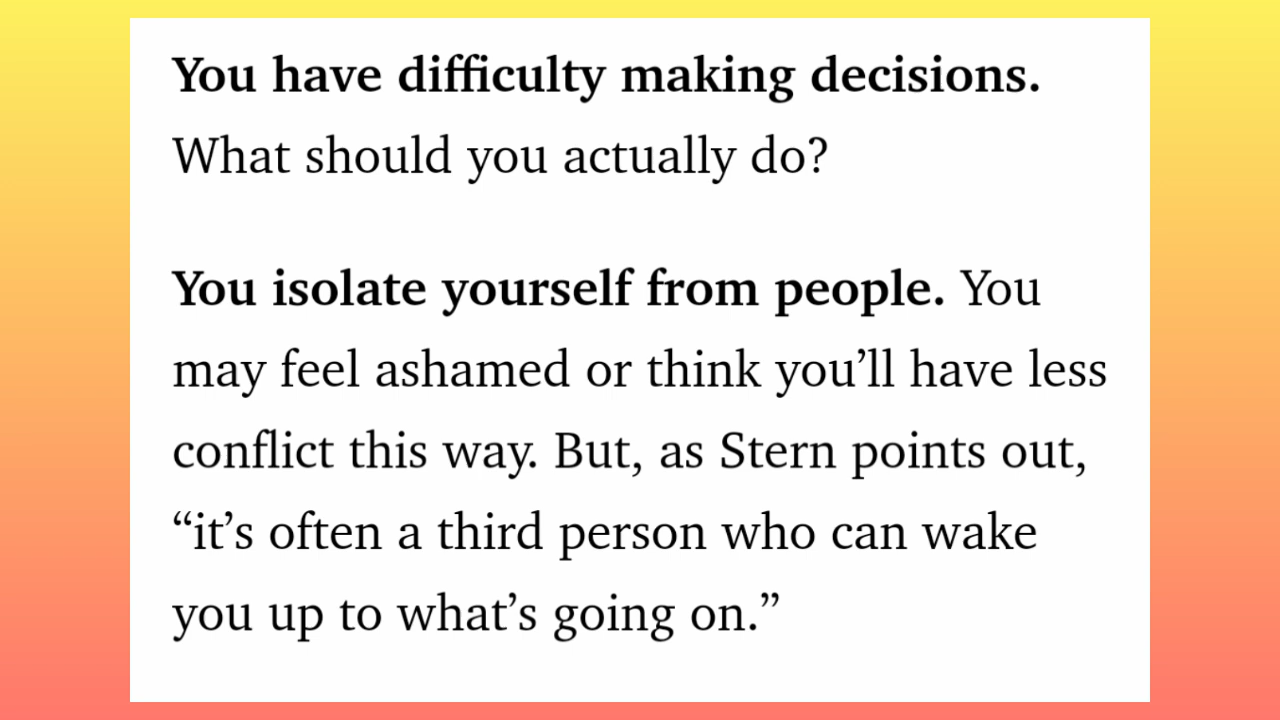 You have difficulty making decisions.
What should you actually do?
You isolate yourself from people. You
may feel ashamed or think you’ll have less
conflict this way. But, as Stern points out,
“it’s often a third person who can wake
you up to what’s going on.”